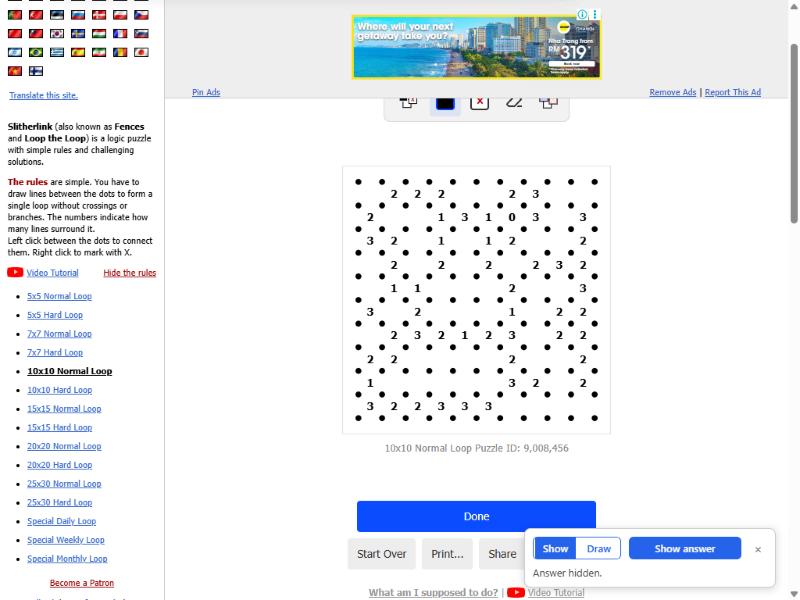 Translate this site.
Slitherlink (also known as Fences
and Loop the Loop) is a logic puzzle
with simple rules and challenging
solutions.
The rules are simple. You have to
draw lines between the dots to form a
single loop without crossings or
branches. The numbers indicate how
many lines surround it.
Left click between the dots to connect
them. Right click to mark with X.
Video Tutorial
Hide the rules
5x5 Normal Loop
5x5 Hard Loop
7x7 Normal Loop
7x7 Hard Loop
10x10 Normal Loop
10x10 Hard Loop
15x15 Normal Loop
15x15 Hard Loop
20x20 Normal Loop
20x20 Hard Loop
25x30 Normal Loop
25x30 Hard Loop
Special Daily Loop
Special Weekly Loop
Special Monthly Loop
Become a Patron
Where will your next
getaway take you?
Nha Trang from
RM319
Pin Ads
Remove Ads | Report This Ad
2 2 2 2 3
2 1 3 1 0 3 3
3 2 1 1 2 2
2 2 2 2 3 2
1 1 2 3
3 2 1 2 2
2 3 2 1 2 3 2 2
2 2 2 2
1 3 2 2
3 2 2 3 3 3
10x10 Normal Loop Puzzle ID: 9,008,456
Done
Start Over
Print...
Share
Show
Draw
Show answer
×
Answer hidden.
What am I supposed to do? | Video Tutorial